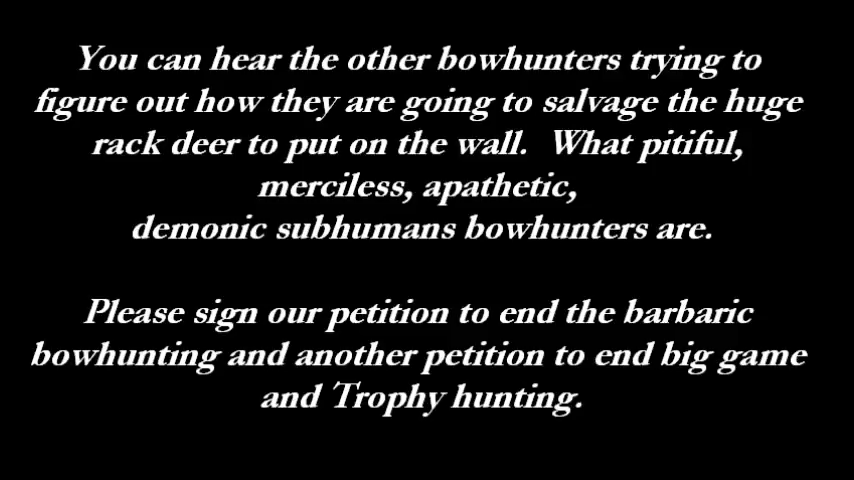 You can hear the other bowhunters trying to
figure out how they are going to salvage the huge
rack deer to put on the wall.  What pitiful,
merciless, apathetic,
demonic subhumans bowhunters are.
Please sign our petition to end the barbaric
bowhunting and another petition to end big game
and Trophy hunting.